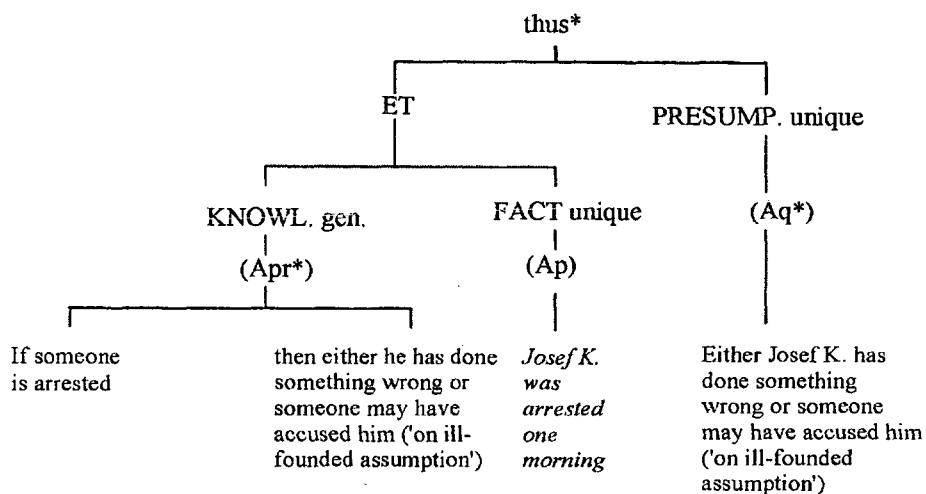 thus*
ET
PRESUMP. unique
KNOWL. gen.
FACT unique
(Aq*)
(Apr*)
(Ap)
If someone
is arrested
then either he has done
something wrong or
someone may have
accused him ('on ill-
founded assumption')
Josef K.
was
arrested
one
morning
Either Josef K. has
done something
wrong or someone
may have accused him
('on ill-founded
assumption')